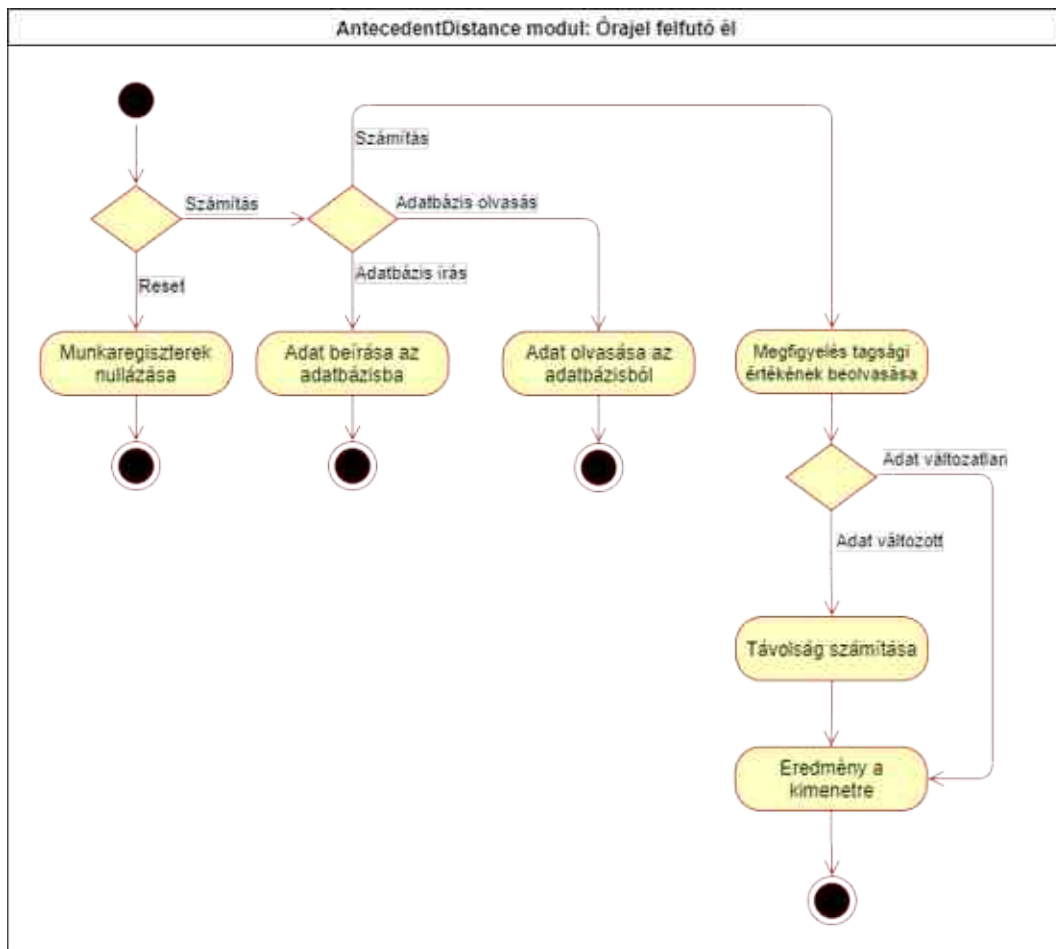 AntecedentDistance modul: Órajel felfutó él
Számítás
Számítás
Adatbázis olvasás
Adatbázis írás
Reset
Munkaregiszterek
nullázása
Adat beírása az
adatbázisba
Adat olvasása az
adatbázisból
Megfigyelés tagsági
értékének beolvasása
Adat változatlan
Adat változott
Távolság számítása
Eredmény a
kimenetre